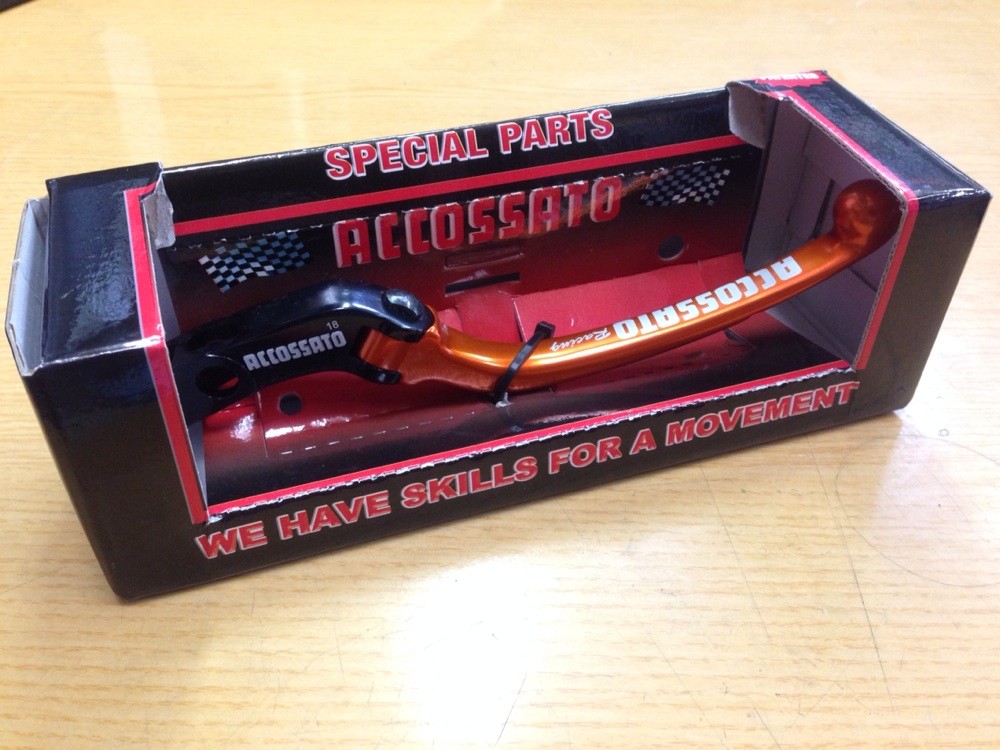 SPECIAL PARTS
ACCOSSATO
ACCOSSATO
Racing
ACCOSSATO
18
WE HAVE SKILLS FOR A MOVEMENT